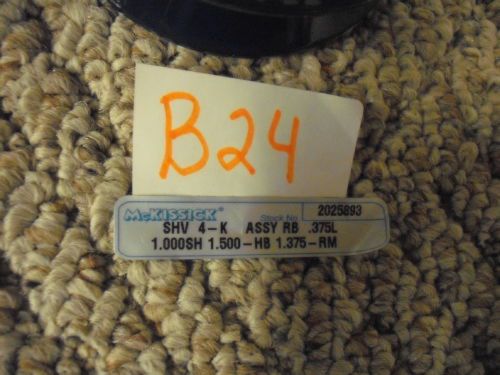 B24
McKISSICK Stock No. 2025893
SHV 4-K ASSY RB .375L
1.000SH 1.500-HB 1.375-RM